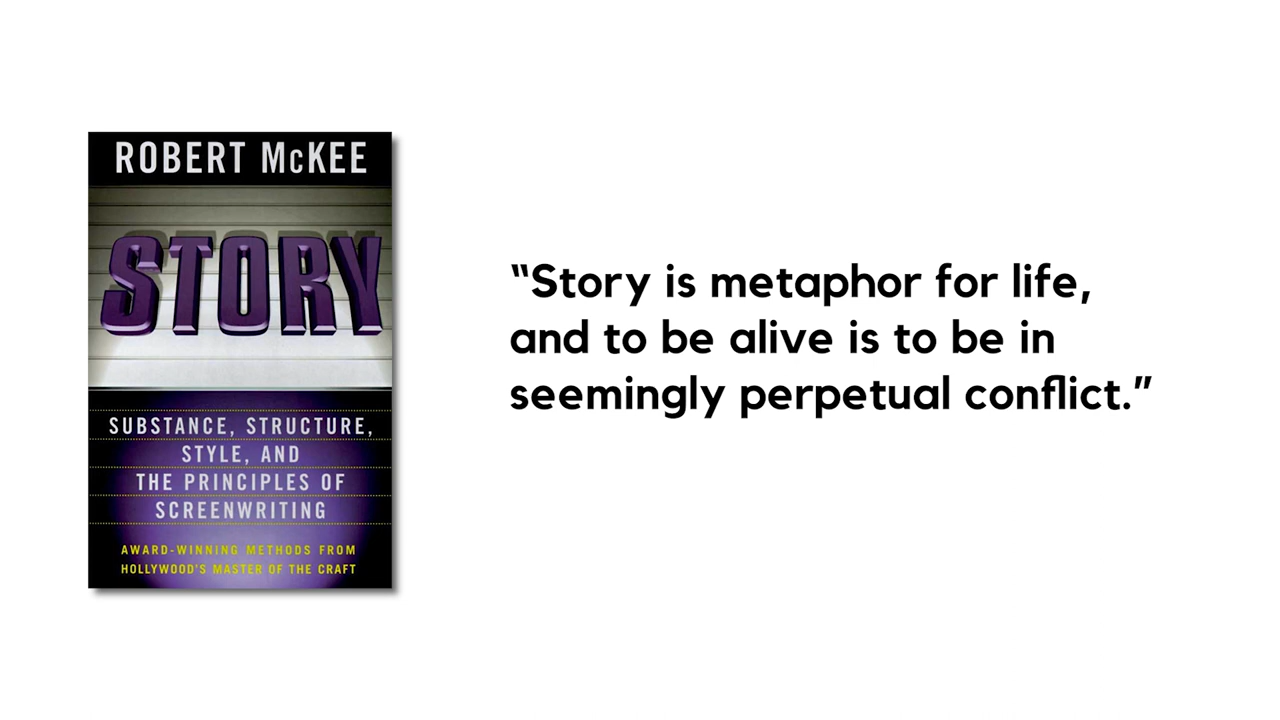 ROBERT McKEE
STORY
SUBSTANCE, STRUCTURE,
STYLE, AND
THE PRINCIPLES OF
SCREENWRITING
AWARD-WINNING METHODS FROM
HOLLYWOOD'S MASTER OF THE CRAFT
“Story is metaphor for life,
and to be alive is to be in
seemingly perpetual conflict.”